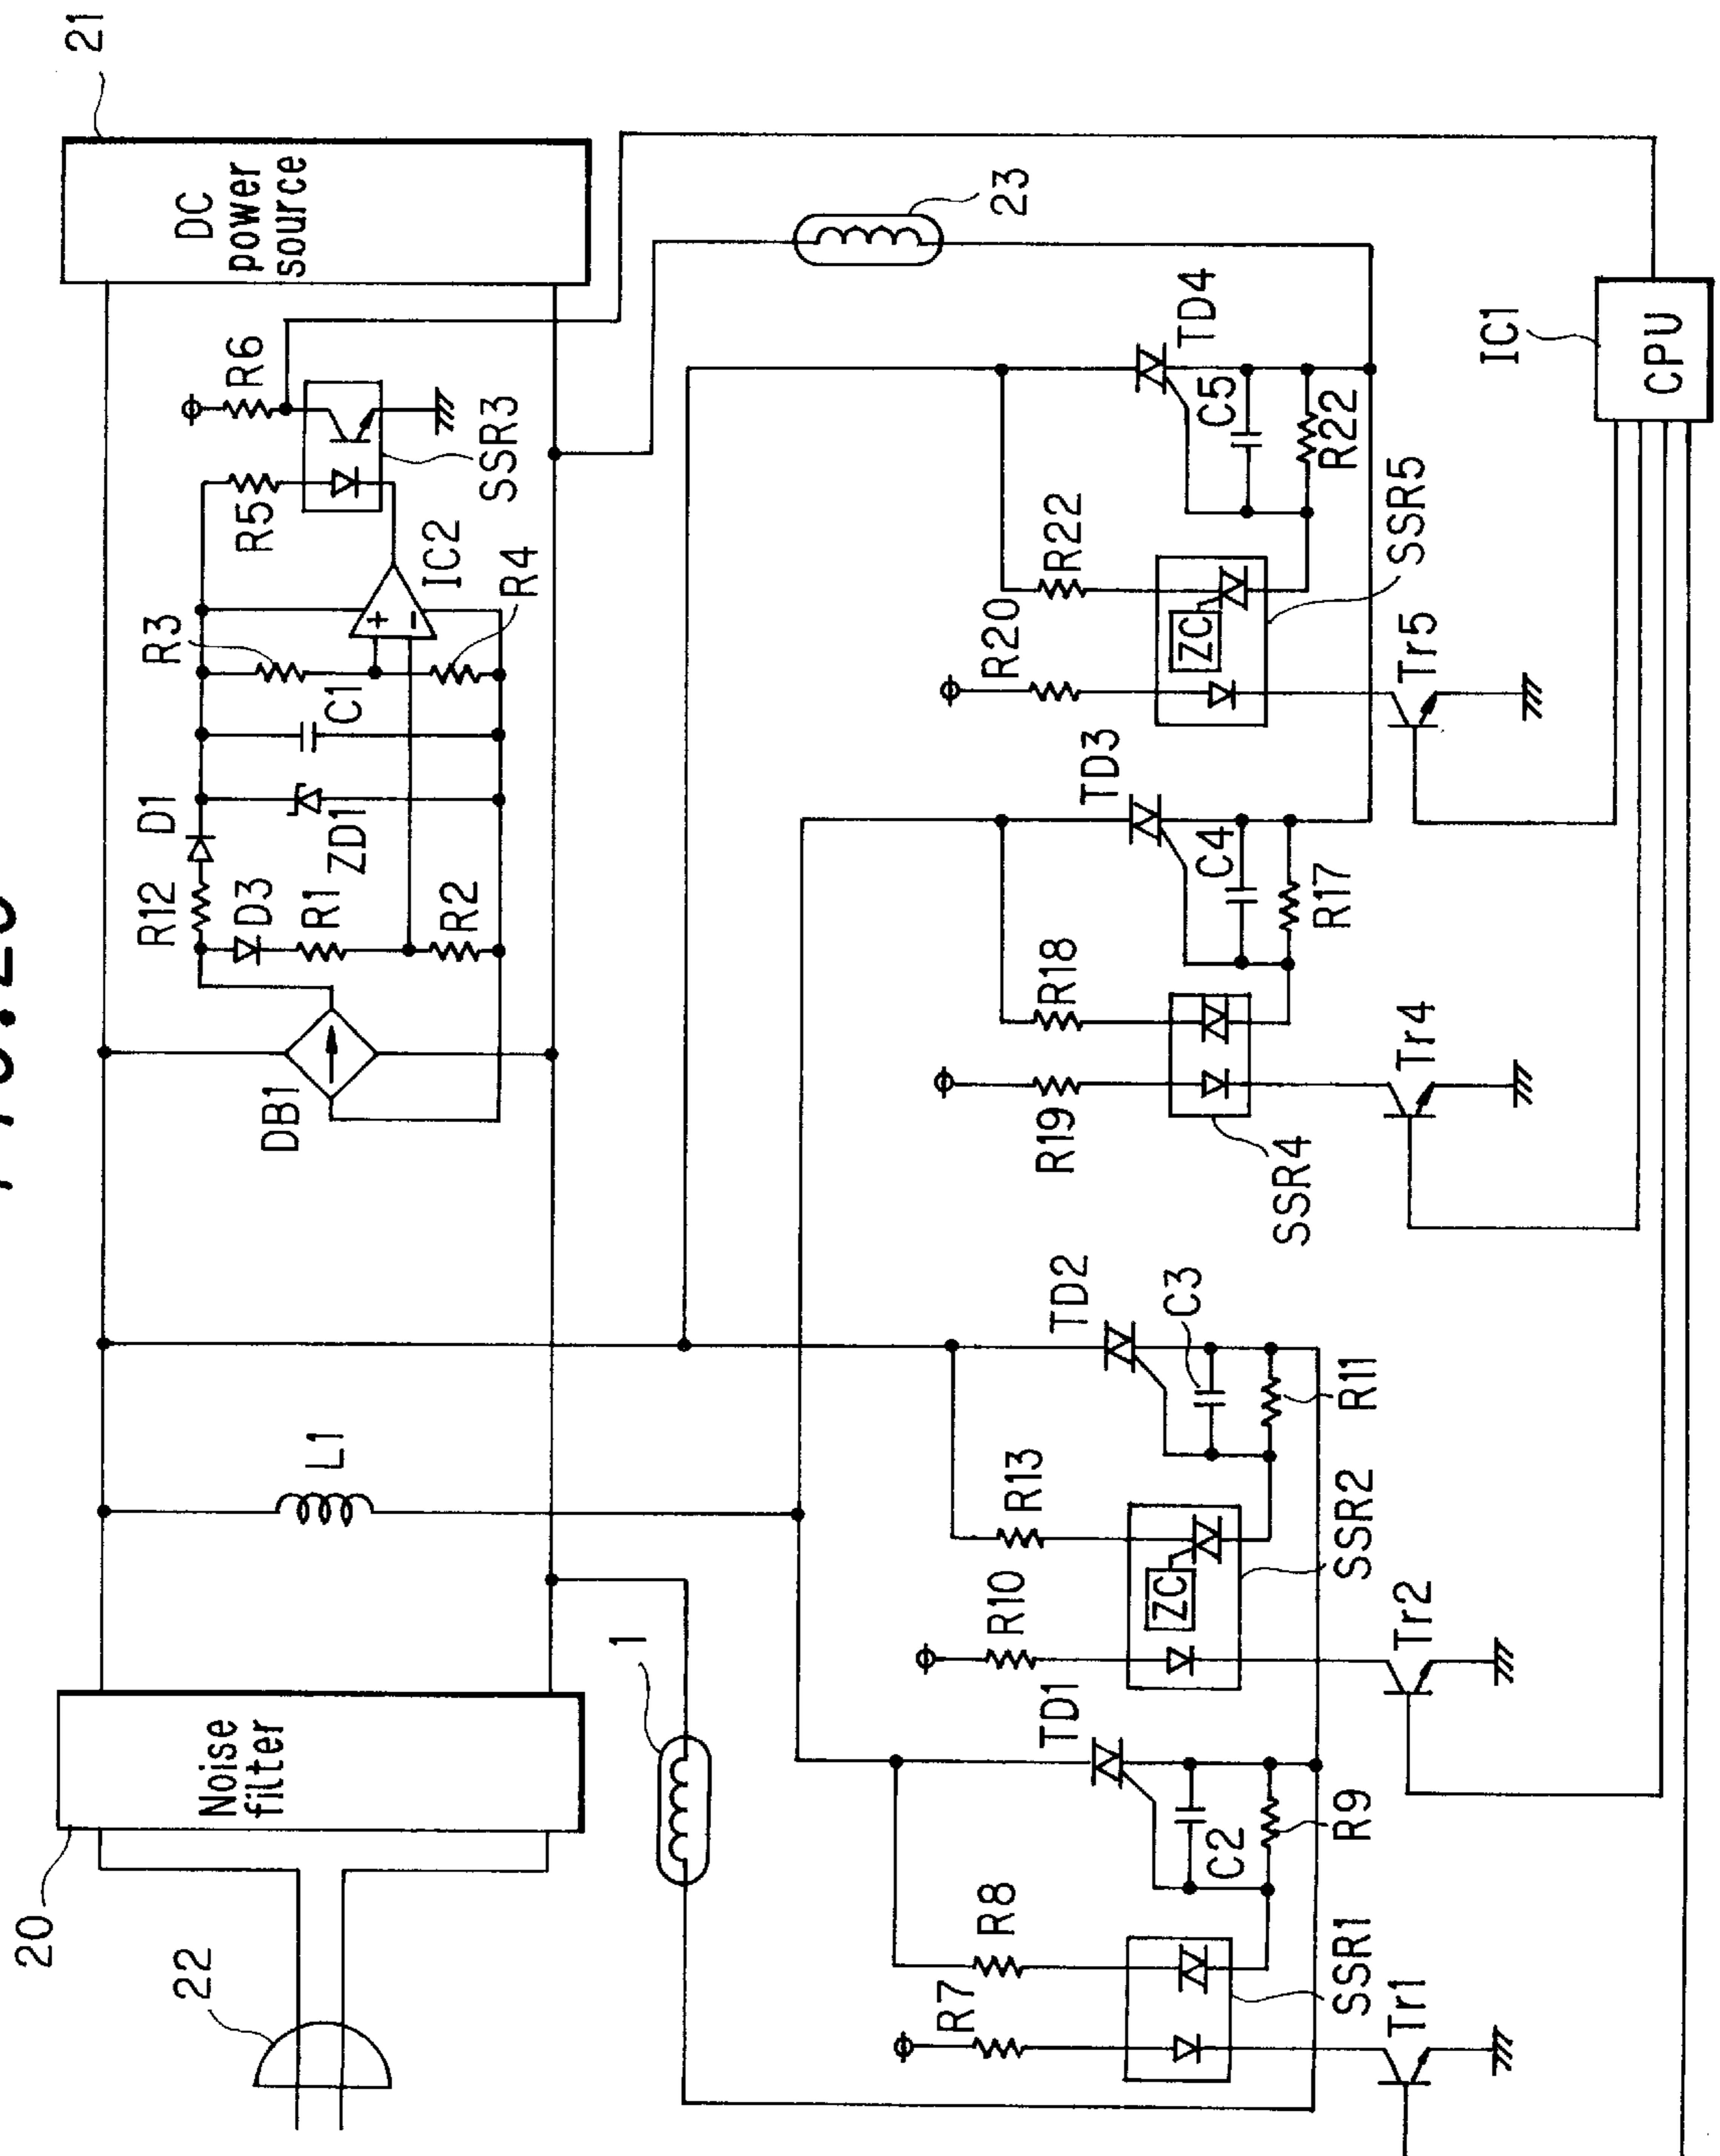 20
21
22
Noise
filter
DC
power
source
R12
D1
R3
R6
D3
C1
R5
DB1
L1
R1
ZD1
R2
IC2
SSR3
R4
1
23
R7
R8
R10
R13
R19
R18
R20
R22
TD1
TD2
TD3
TD4
ZC
ZC
C2
C3
C4
C5
R9
R11
R17
R22
SSR1
SSR2
SSR4
SSR5
Tr1
Tr2
Tr4
Tr5
IC1
CPU